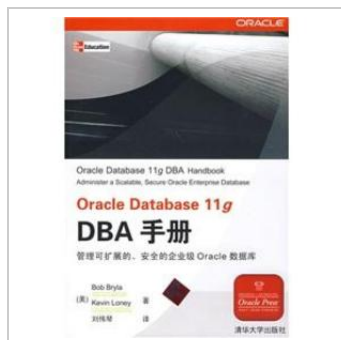 ORACLE
Education
Oracle Database 11g DBA Handbook
Administer a Scalable, Secure Oracle Enterprise Database
Oracle Database 11g
DBA 手册
管理可扩展的、安全的企业级 Oracle 数据库
Bob Bryla
(美) Kevin Loney 著
刘伟琴 译
Oracle Press
清华大学出版社